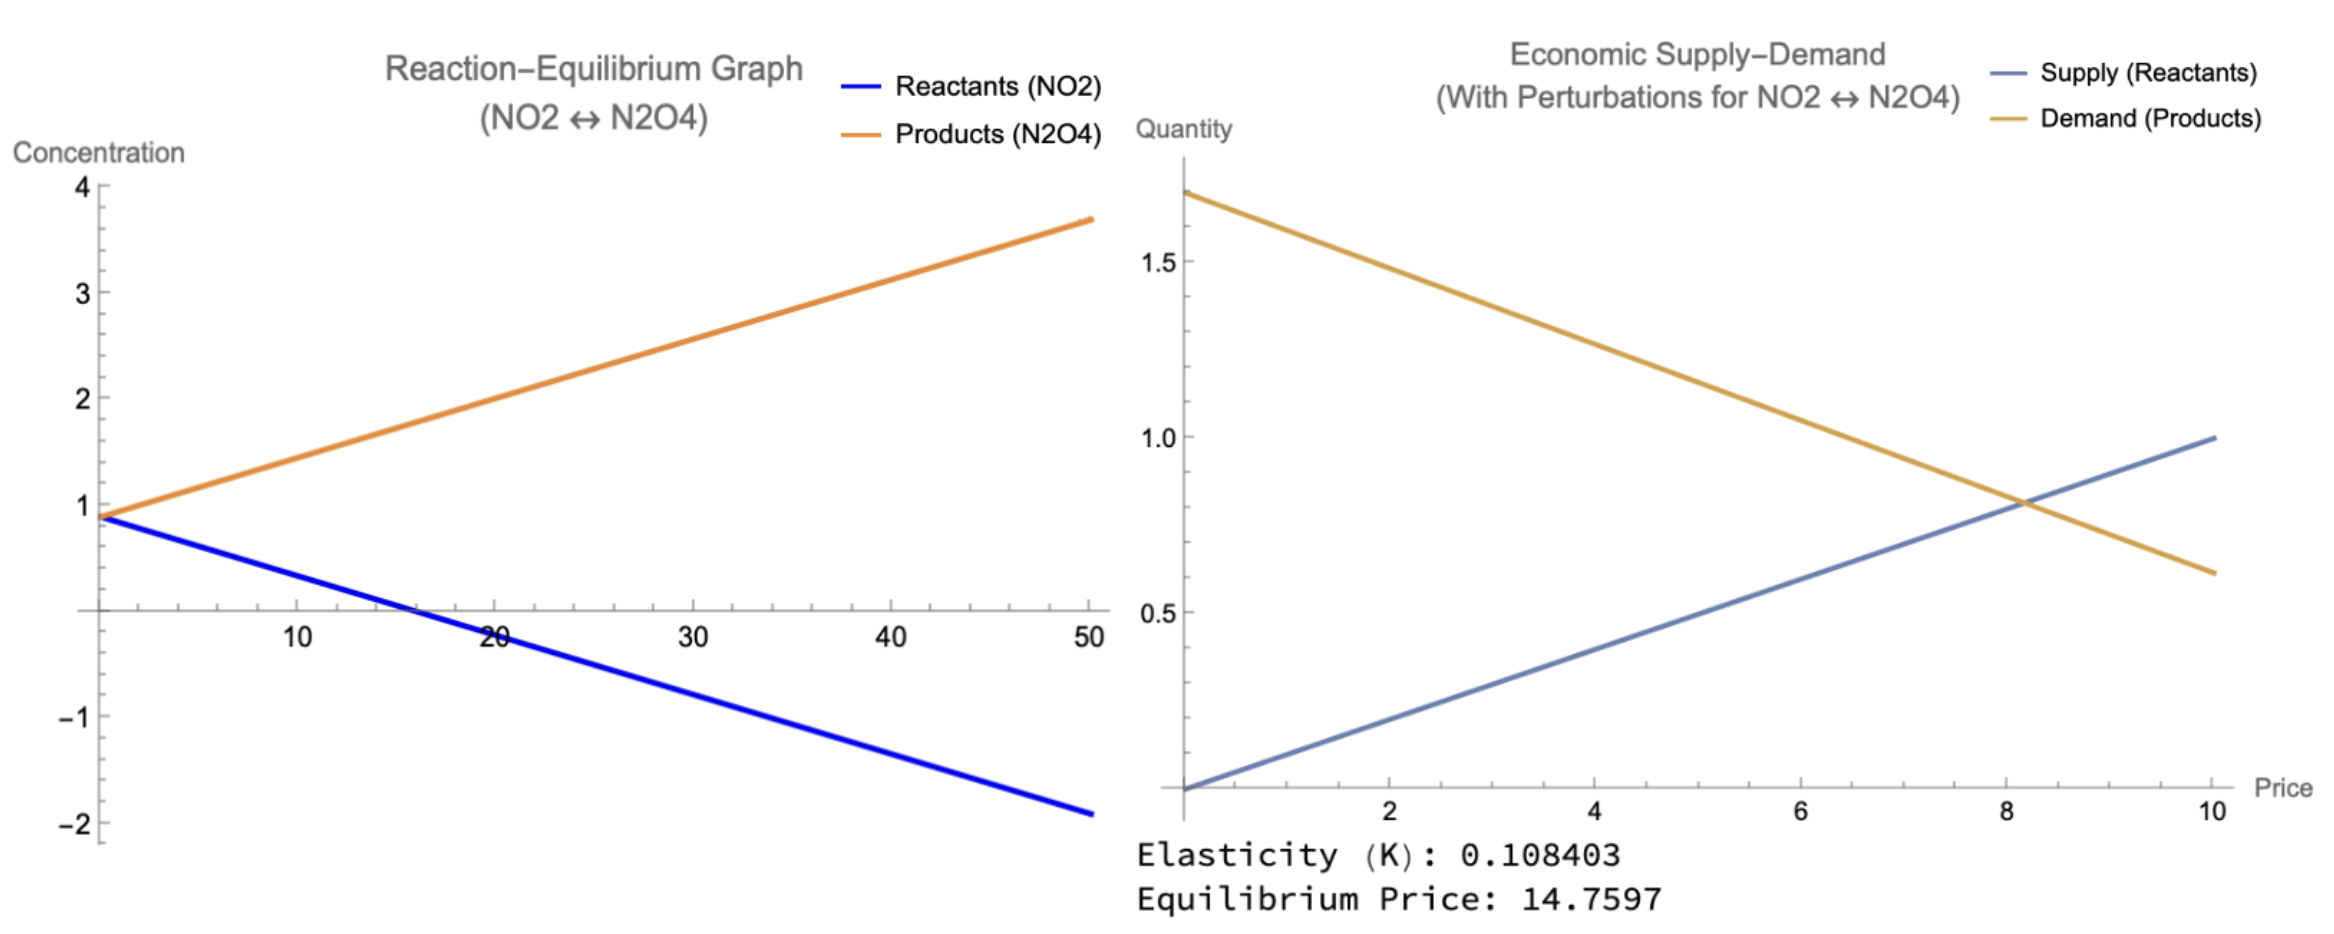 Reaction–Equilibrium Graph
(NO2 ↔ N2O4)
Reactants (NO2)
Products (N2O4)
Concentration
4
3
2
1
−1
−2
10
20
30
40
50
Economic Supply–Demand
(With Perturbations for NO2 ↔ N2O4)
Supply (Reactants)
Demand (Products)
Quantity
1.5
1.0
0.5
2
4
6
8
10
Price
Elasticity (K): 0.108403
Equilibrium Price: 14.7597